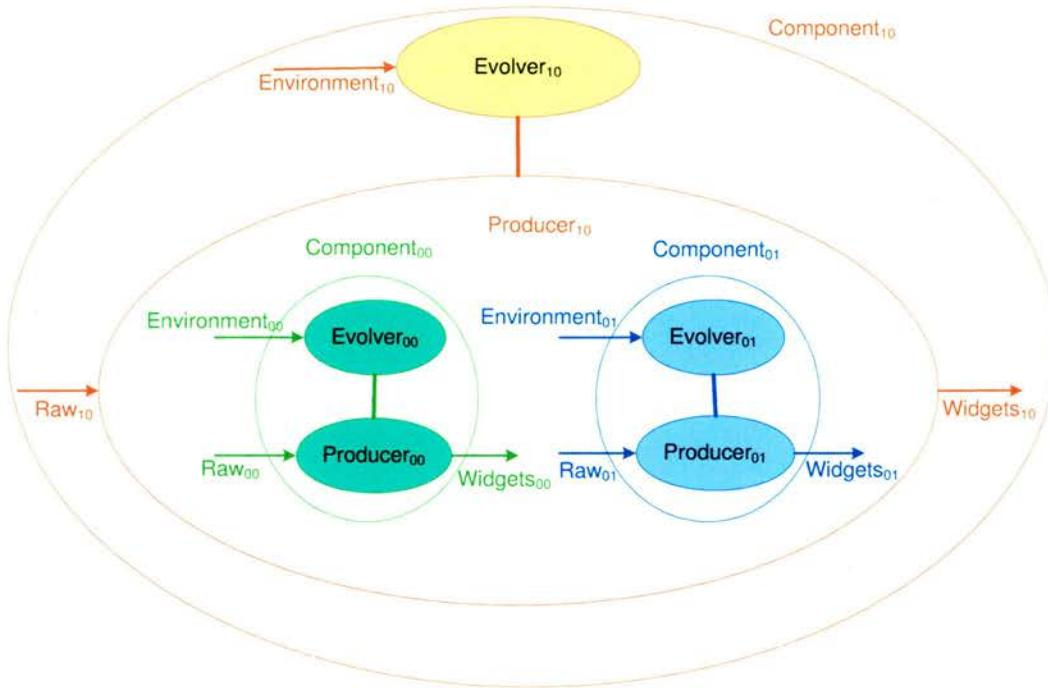 Component₁₀
Evolver₁₀
Environment₁₀
Producer₁₀
Component₀₀
Component₀₁
Environment₀₀
Evolver₀₀
Environment₀₁
Evolver₀₁
Raw₁₀
Widgets₁₀
Raw₀₀
Producer₀₀
Widgets₀₀
Raw₀₁
Producer₀₁
Widgets₀₁